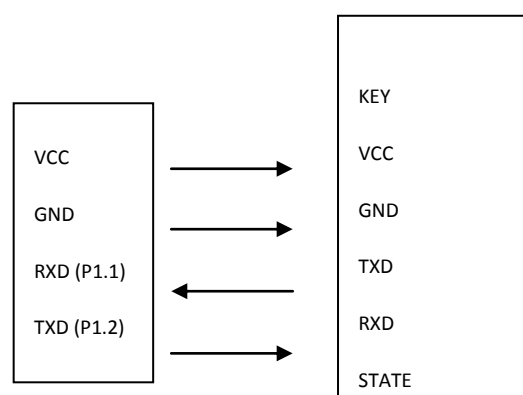 VCC
GND
RXD (P1.1)
TXD (P1.2)
KEY
VCC
GND
TXD
RXD
STATE